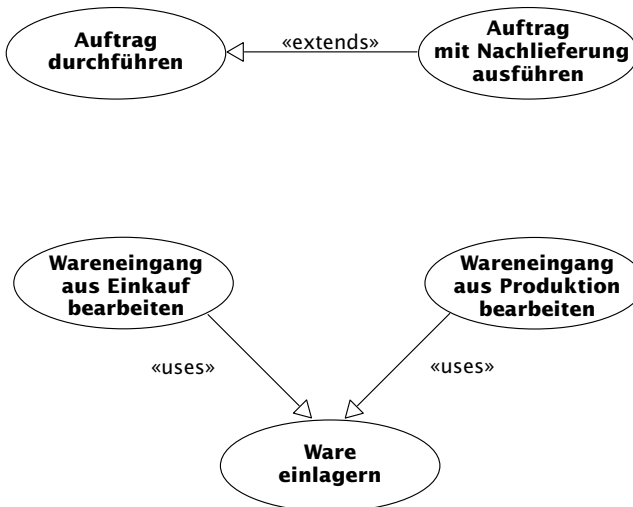 Auftrag
durchführen
«extends»
Auftrag
mit Nachlieferung
ausführen
Wareneingang
aus Einkauf
bearbeiten
Wareneingang
aus Produktion
bearbeiten
«uses»
«uses»
Ware
einlagern